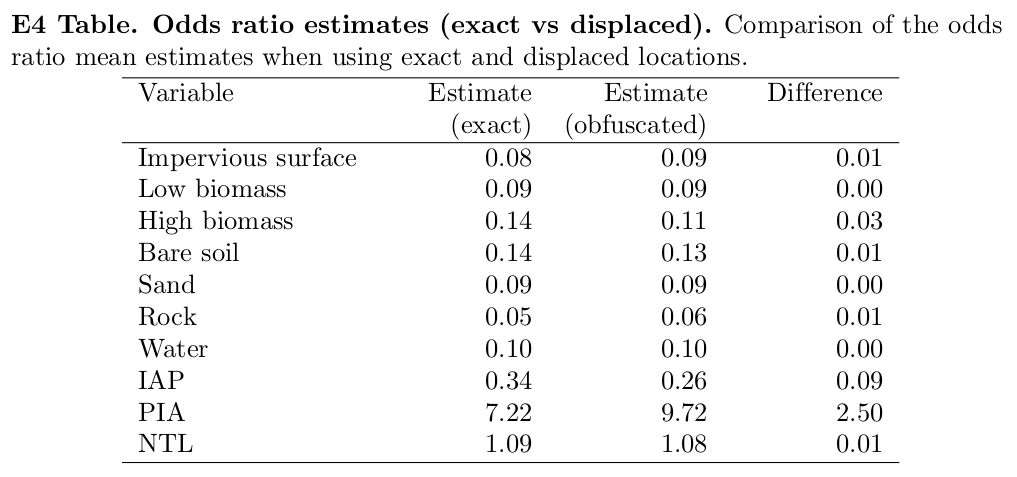 E4 Table. Odds ratio estimates (exact vs displaced). Comparison of the odds
ratio mean estimates when using exact and displaced locations.
Variable Estimate Estimate Difference
(exact) (obfuscated)
Impervious surface 0.08 0.09 0.01
Low biomass 0.09 0.09 0.00
High biomass 0.14 0.11 0.03
Bare soil 0.14 0.13 0.01
Sand 0.09 0.09 0.00
Rock 0.05 0.06 0.01
Water 0.10 0.10 0.00
IAP 0.34 0.26 0.09
PIA 7.22 9.72 2.50
NTL 1.09 1.08 0.01